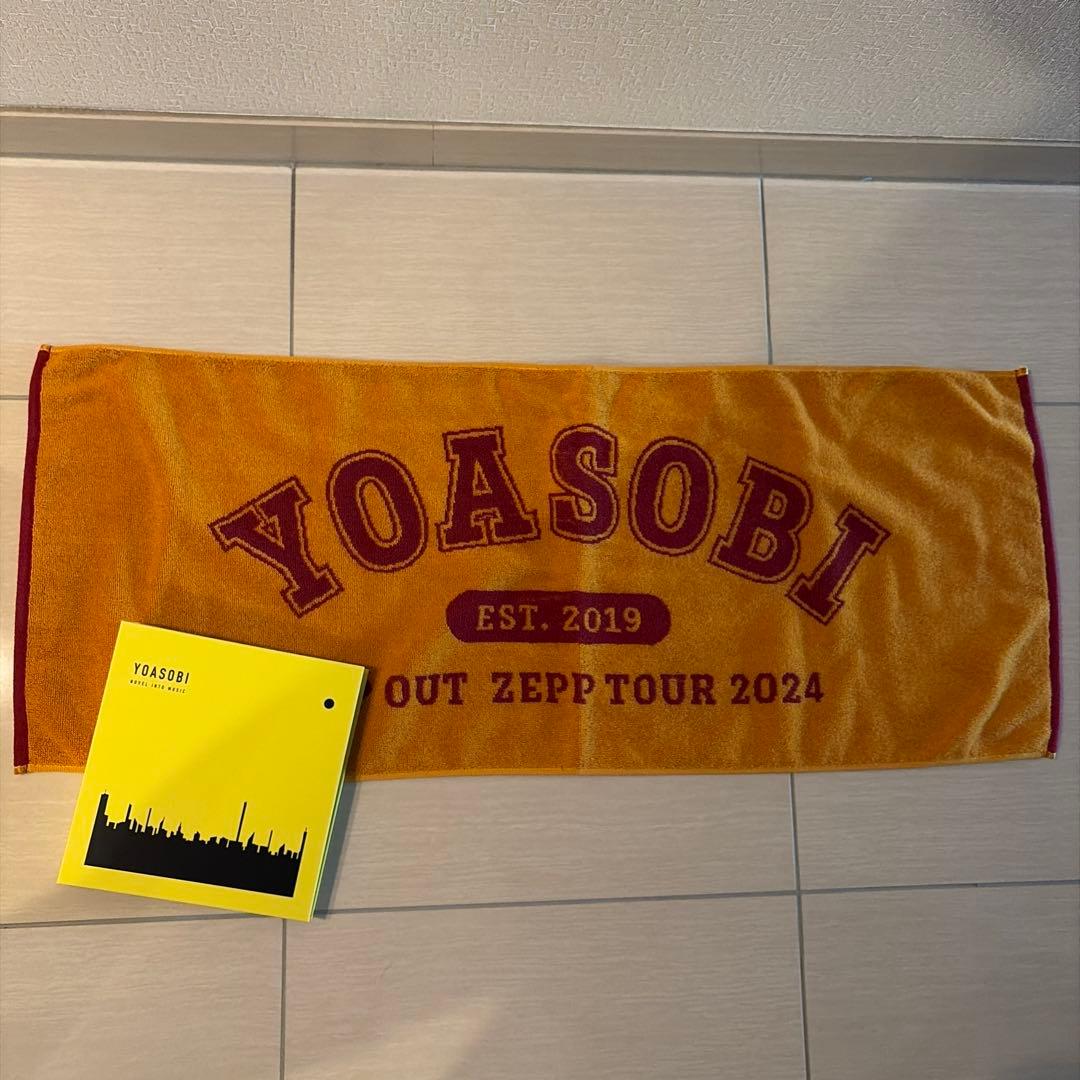 YOASOBI
EST. 2019
OUT ZEPP TOUR 2024
YOASOBI
NOVEL INTO MUSIC